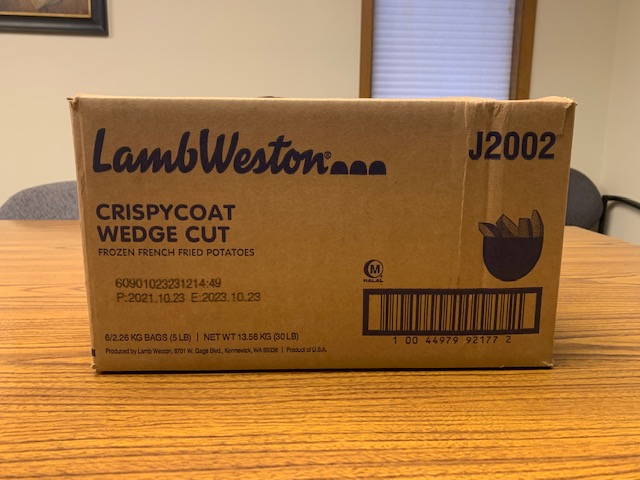 LambWeston®
J2002
CRISPYCOAT
WEDGE CUT
FROZEN FRENCH FRIED POTATOES
60901023231214:49
P:2021.10.23 E:2023.10.23
M
HALAL
6/2.26 KG BAGS (5 LB) | NET WT 13.56 KG (30 LB)
Produced by Lamb Weston, 8701 W. Gage Blvd., Kennewick, WA 99336 | Product of U.S.A.
1 00 44979 92177 2